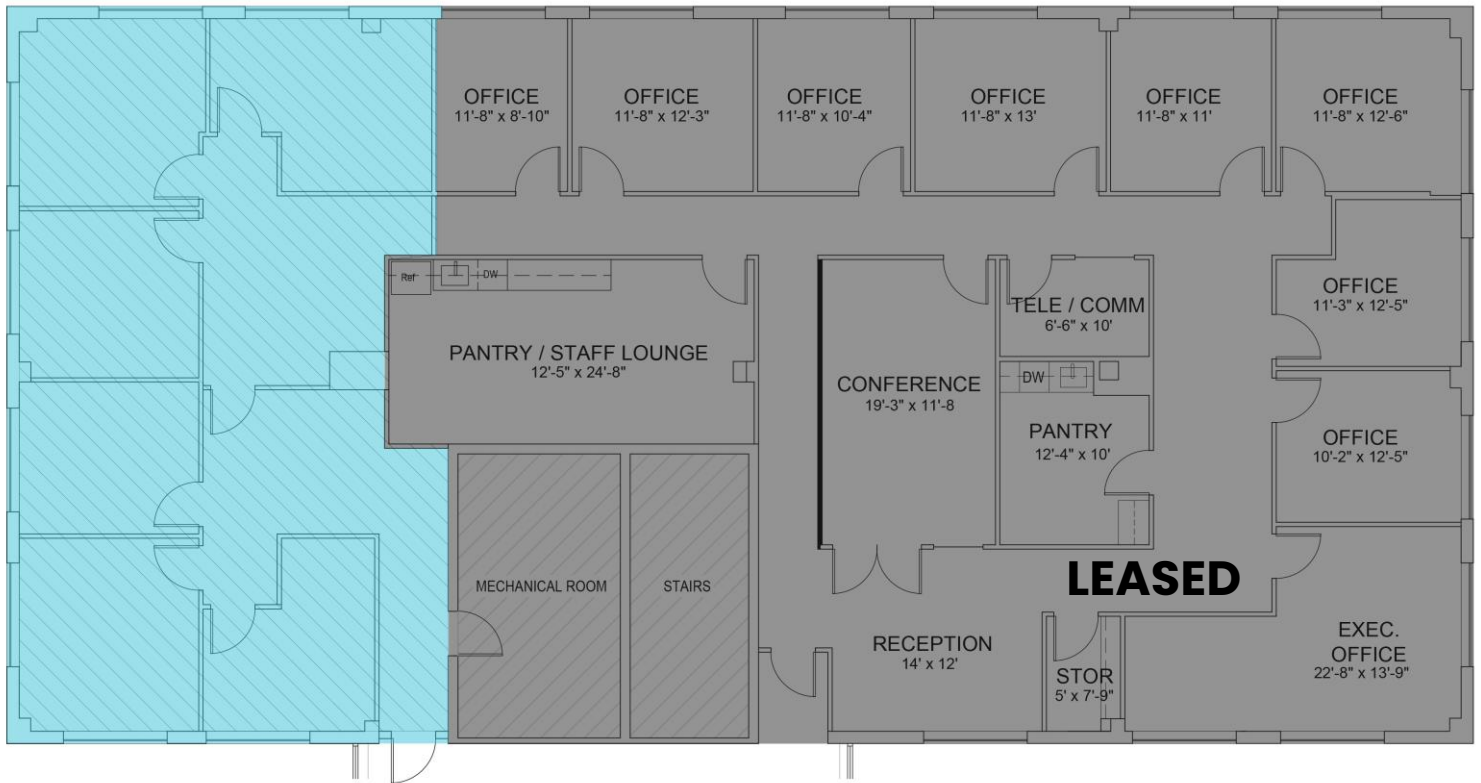 OFFICE
11'-8" x 8'-10"
OFFICE
11'-8" x 12'-3"
OFFICE
11'-8" x 10'-4"
OFFICE
11'-8" x 13'
OFFICE
11'-8" x 11'
OFFICE
11'-8" x 12'-6"
Ref
DW
PANTRY / STAFF LOUNGE
12'-5" x 24'-8"
CONFERENCE
19'-3" x 11'-8
TELE / COMM
6'-6" x 10'
DW
PANTRY
12'-4" x 10'
OFFICE
11'-3" x 12'-5"
OFFICE
10'-2" x 12'-5"
MECHANICAL ROOM
STAIRS
LEASED
RECEPTION
14' x 12'
STOR
5' x 7'-9"
EXEC.
OFFICE
22'-8" x 13'-9"